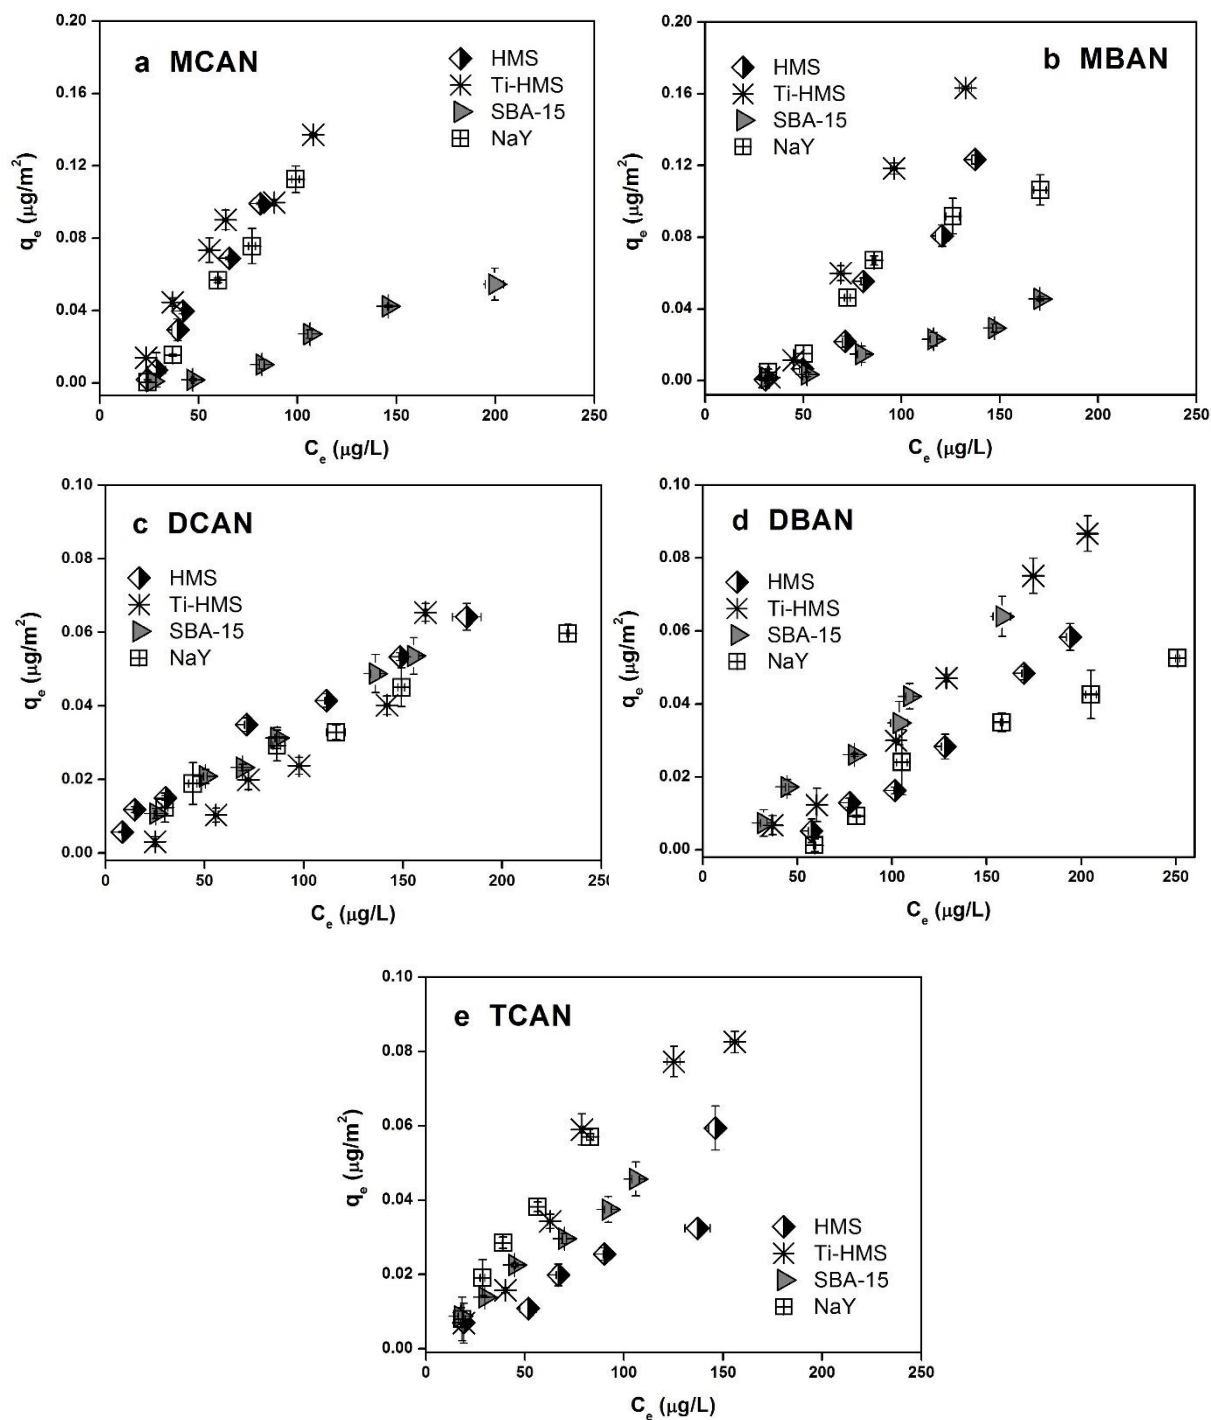 a MCAN
HMS
Ti-HMS
SBA-15
NaY
0.20
0.16
0.12
0.08
0.04
0.00
qe (μg/m²)
0 50 100 150 200 250
Ce (μg/L)
b MBAN
HMS
Ti-HMS
SBA-15
NaY
0.20
0.16
0.12
0.08
0.04
0.00
qe (μg/m²)
0 50 100 150 200 250
Ce (μg/L)
c DCAN
HMS
Ti-HMS
SBA-15
NaY
0.10
0.08
0.06
0.04
0.02
0.00
qe (μg/m²)
0 50 100 150 200 250
Ce (μg/L)
d DBAN
HMS
Ti-HMS
SBA-15
NaY
0.10
0.08
0.06
0.04
0.02
0.00
qe (μg/m²)
0 50 100 150 200 250
Ce (μg/L)
e TCAN
HMS
Ti-HMS
SBA-15
NaY
0.10
0.08
0.06
0.04
0.02
0.00
qe (μg/m²)
0 50 100 150 200 250
Ce (μg/L)